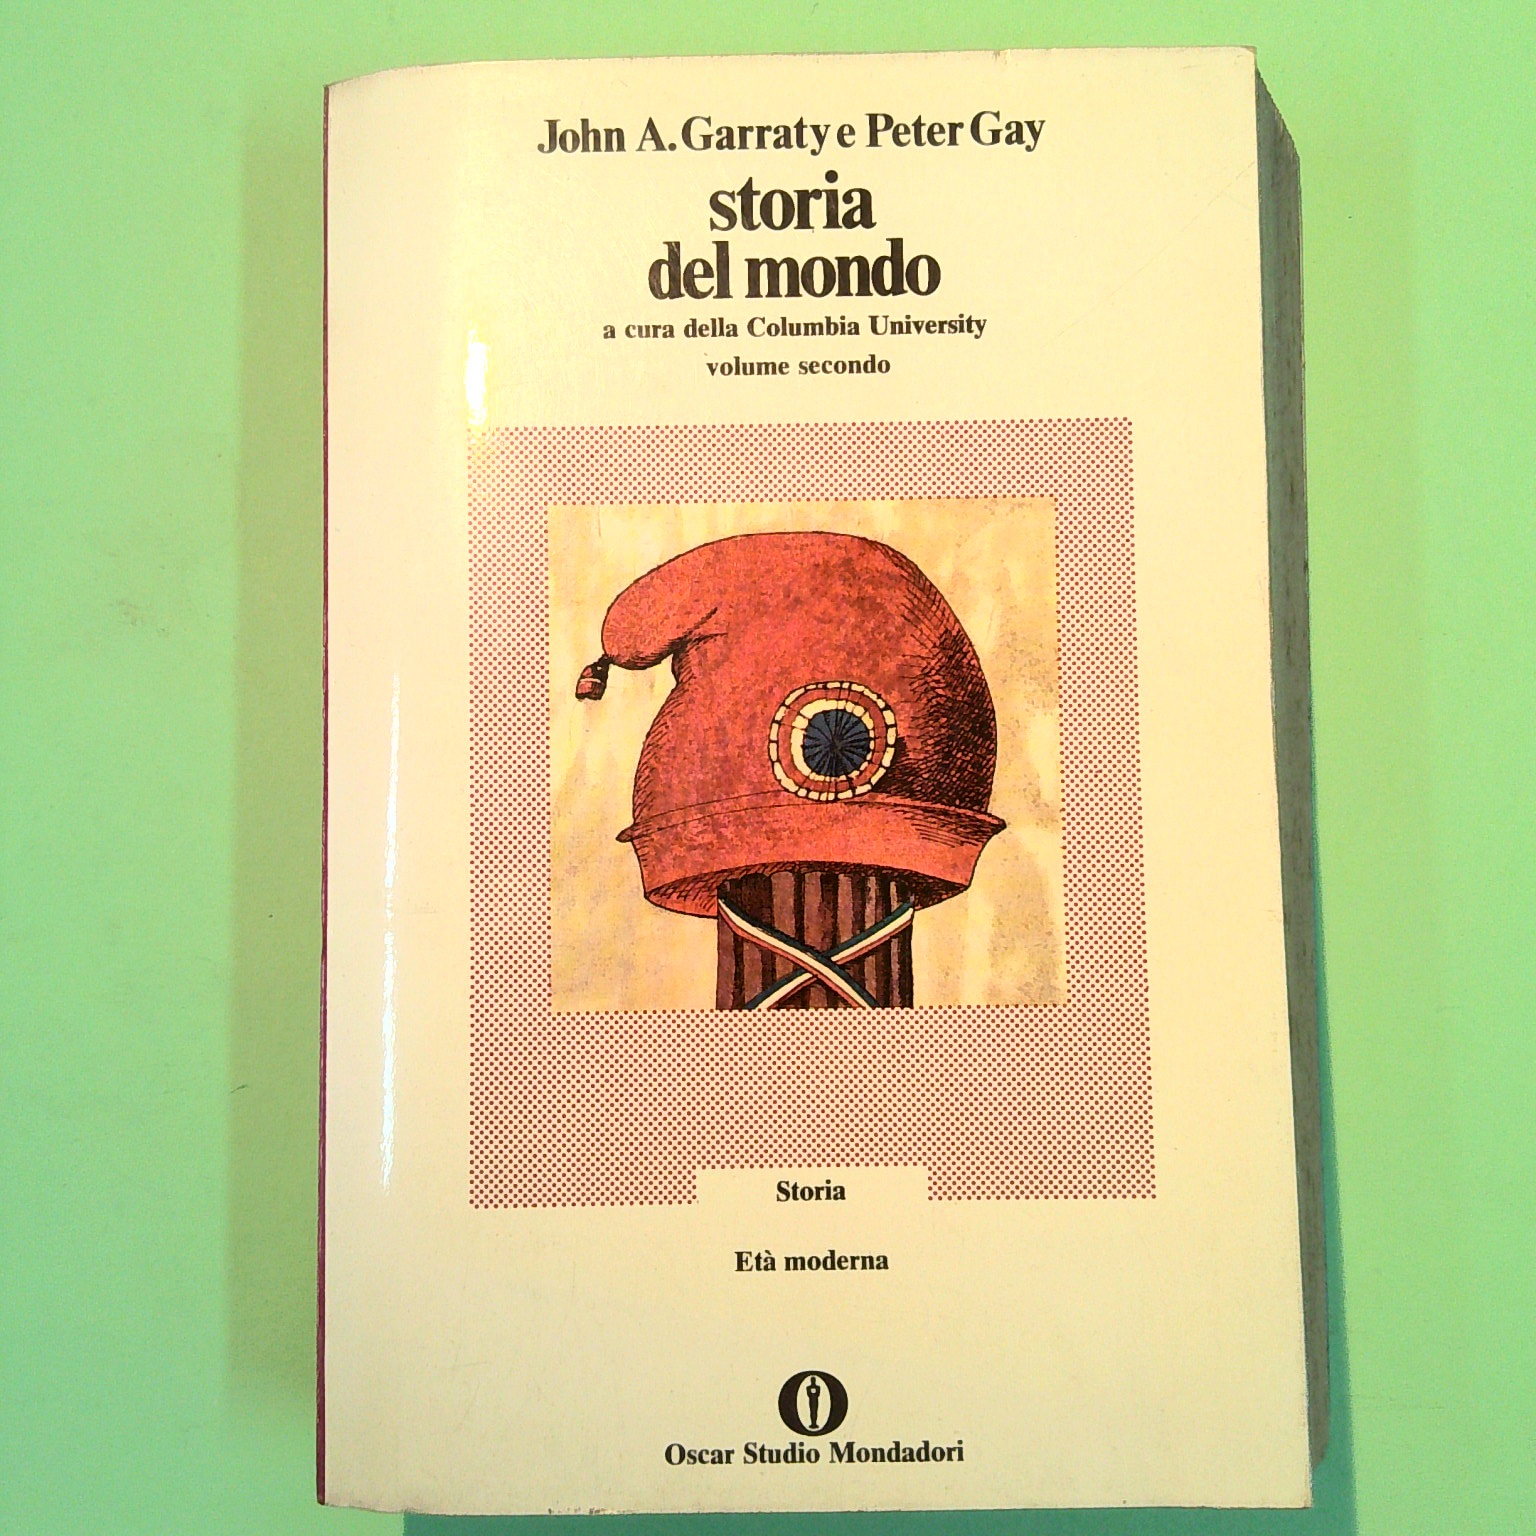 John A. Garraty e Peter Gay
storia
del mondo
a cura della Columbia University
volume secondo
Storia
Età moderna
Oscar Studio Mondadori